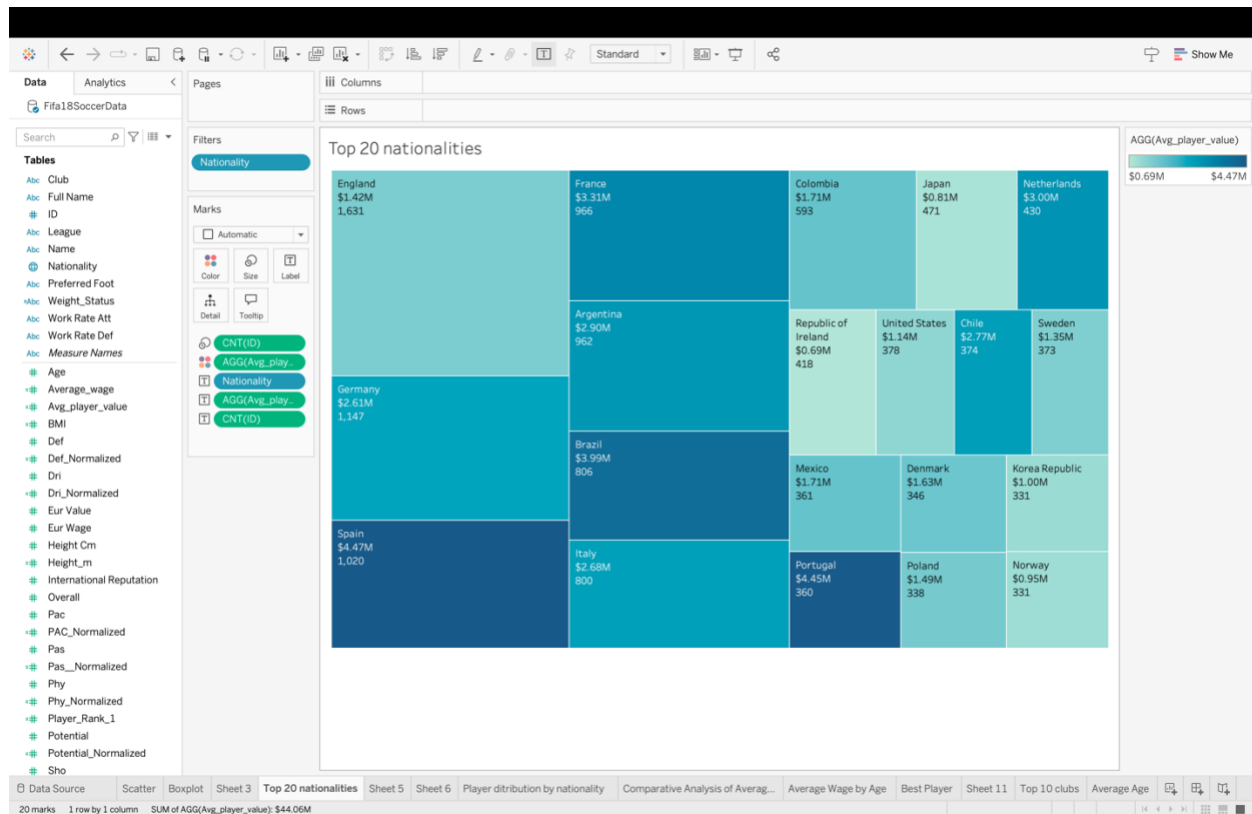 Standard
Show Me
Data
Analytics
Pages
Columns
Fifa18SoccerData
Rows
Search
Tables
Abc Club
Abc Full Name
# ID
Abc League
Abc Name
Nationality
Abc Preferred Foot
=Abc Weight_Status
Abc Work Rate Att
Abc Work Rate Def
Abc Measure Names
# Age
=# Average_wage
=# Avg_player_value
=# BMI
# Def
=# Def_Normalized
# Dri
=# Dri_Normalized
# Eur Value
# Eur Wage
# Height Cm
=# Height_m
# International Reputation
# Overall
# Pac
=# PAC_Normalized
# Pas
=# Pas__Normalized
# Phy
=# Phy_Normalized
=# Player_Rank_1
# Potential
=# Potential_Normalized
# Sho
Filters
Nationality
Marks
Automatic
Color
Size
Label
Detail
Tooltip
CNT(ID)
AGG(Avg_play..
Nationality
AGG(Avg_play..
CNT(ID)
Top 20 nationalities
England
$1.42M
1,631
Germany
$2.61M
1,147
Spain
$4.47M
1,020
France
$3.31M
966
Argentina
$2.90M
962
Brazil
$3.99M
806
Italy
$2.68M
800
Colombia
$1.71M
593
Japan
$0.81M
471
Netherlands
$3.00M
430
Republic of
Ireland
$0.69M
418
United States
$1.14M
378
Chile
$2.77M
374
Sweden
$1.35M
373
Mexico
$1.71M
361
Denmark
$1.63M
346
Korea Republic
$1.00M
331
Portugal
$4.45M
360
Poland
$1.49M
338
Norway
$0.95M
331
AGG(Avg_player_value)
$0.69M
$4.47M
Data Source
Scatter
Boxplot
Sheet 3
Top 20 nationalities
Sheet 5
Sheet 6
Player ditribution by nationality
Comparative Analysis of Averag...
Average Wage by Age
Best Player
Sheet 11
Top 10 clubs
Average Age
20 marks
1 row by 1 column
SUM of AGG(Avg_player_value): $44.06M